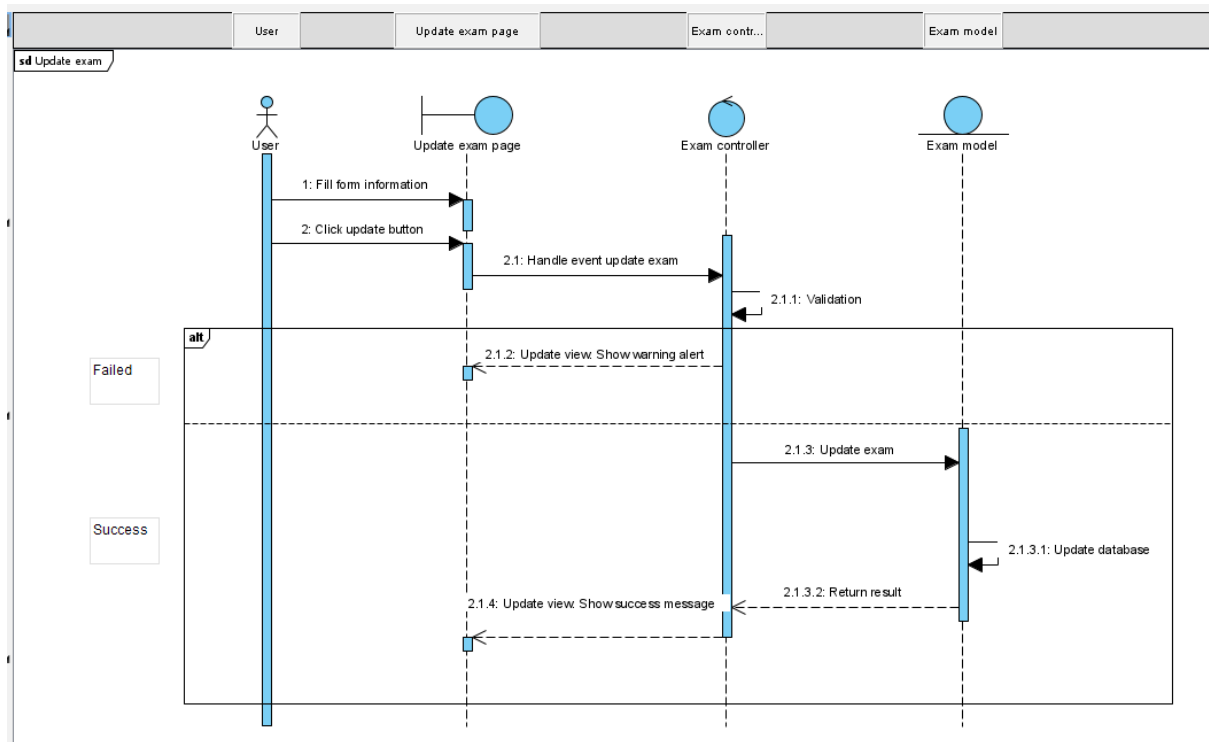 User Update exam page Exam contr... Exam model
sd Update exam
User Update exam page Exam controller Exam model
1: Fill form information
2: Click update button
2.1: Handle event update exam
2.1.1: Validation
alt
2.1.2: Update view: Show warning alert
Failed
2.1.3: Update exam
Success
2.1.3.1: Update database
2.1.3.2: Return result
2.1.4: Update view: Show success message